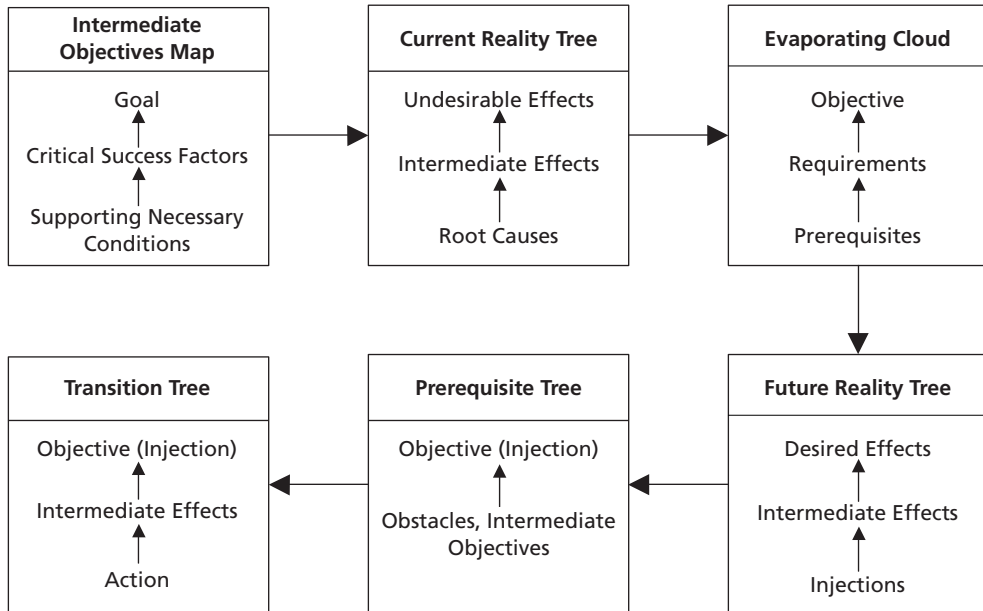 Intermediate
Objectives Map
Goal
Critical Success Factors
Supporting Necessary
Conditions
Current Reality Tree
Undesirable Effects
Intermediate Effects
Root Causes
Evaporating Cloud
Objective
Requirements
Prerequisites
Transition Tree
Objective (Injection)
Intermediate Effects
Action
Prerequisite Tree
Objective (Injection)
Obstacles, Intermediate
Objectives
Future Reality Tree
Desired Effects
Intermediate Effects
Injections